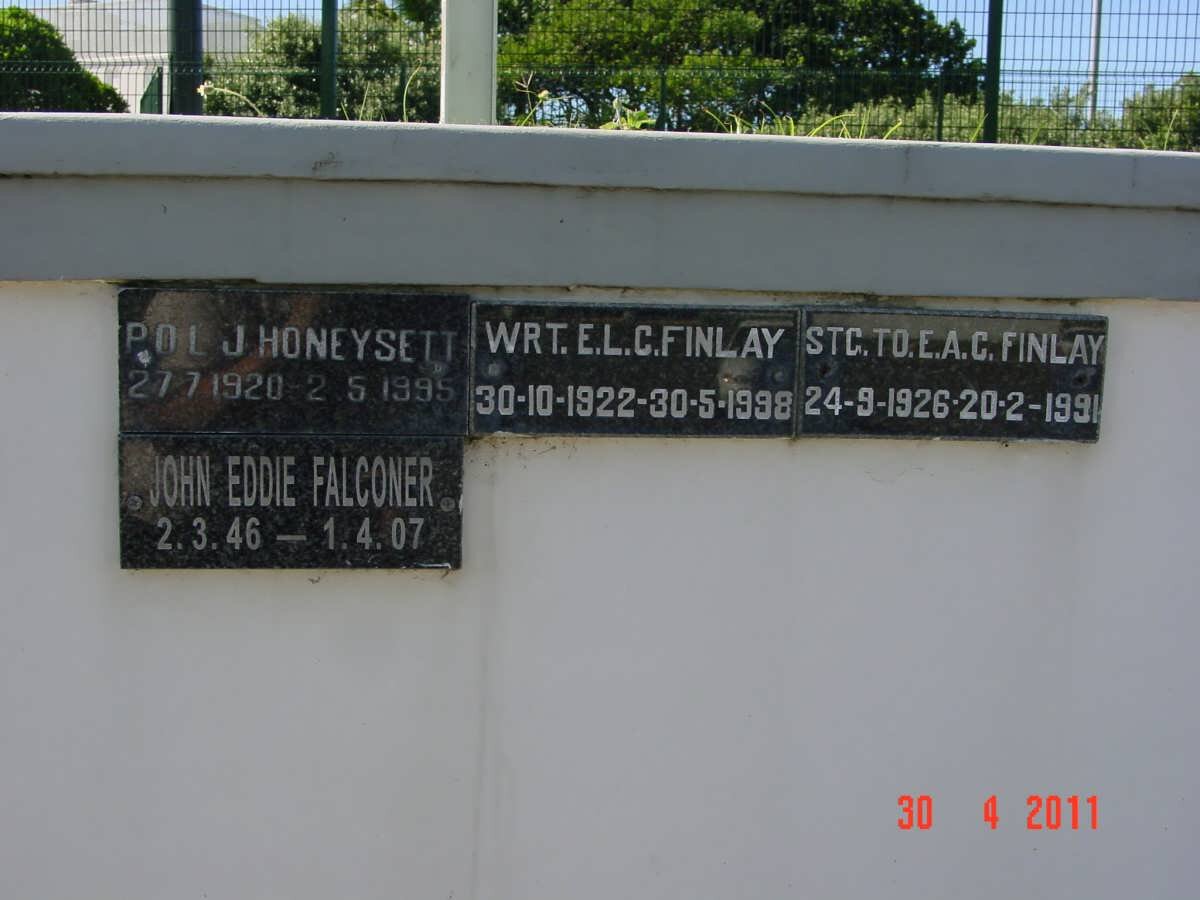 P O L J HONEYSETT
27 7 1920 - 2 5 1995
WRT. E.L.C. FINLAY
30-10-1922-30-5-1998
STG. TO. E.A.C. FINLAY
24-9-1926-20-2-1991
JOHN EDDIE FALCONER
2.3.46 — 1.4.07
30 4 2011